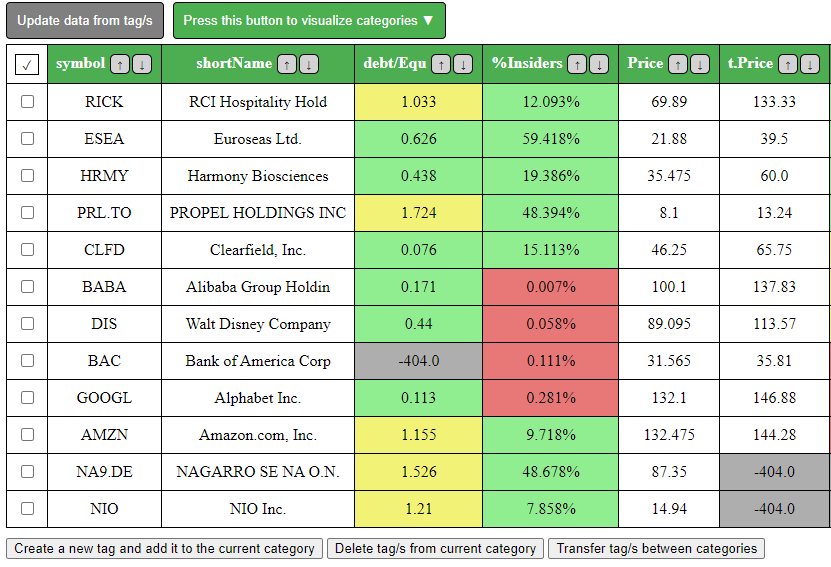 Update data from tag/s Press this button to visualize categories ▼
✓ symbol ↑ ↓ shortName ↑ ↓ debt/Equ ↑ ↓ %Insiders ↑ ↓ Price ↑ ↓ t.Price ↑ ↓
RICK RCI Hospitality Hold 1.033 12.093% 69.89 133.33
ESEA Euroseas Ltd. 0.626 59.418% 21.88 39.5
HRMY Harmony Biosciences 0.438 19.386% 35.475 60.0
PRL.TO PROPEL HOLDINGS INC 1.724 48.394% 8.1 13.24
CLFD Clearfield, Inc. 0.076 15.113% 46.25 65.75
BABA Alibaba Group Holdin 0.171 0.007% 100.1 137.83
DIS Walt Disney Company 0.44 0.058% 89.095 113.57
BAC Bank of America Corp -404.0 0.111% 31.565 35.81
GOOGL Alphabet Inc. 0.113 0.281% 132.1 146.88
AMZN Amazon.com, Inc. 1.155 9.718% 132.475 144.28
NA9.DE NAGARRO SE NA O.N. 1.526 48.678% 87.35 -404.0
NIO NIO Inc. 1.21 7.858% 14.94 -404.0
Create a new tag and add it to the current category Delete tag/s from current category Transfer tag/s between categories